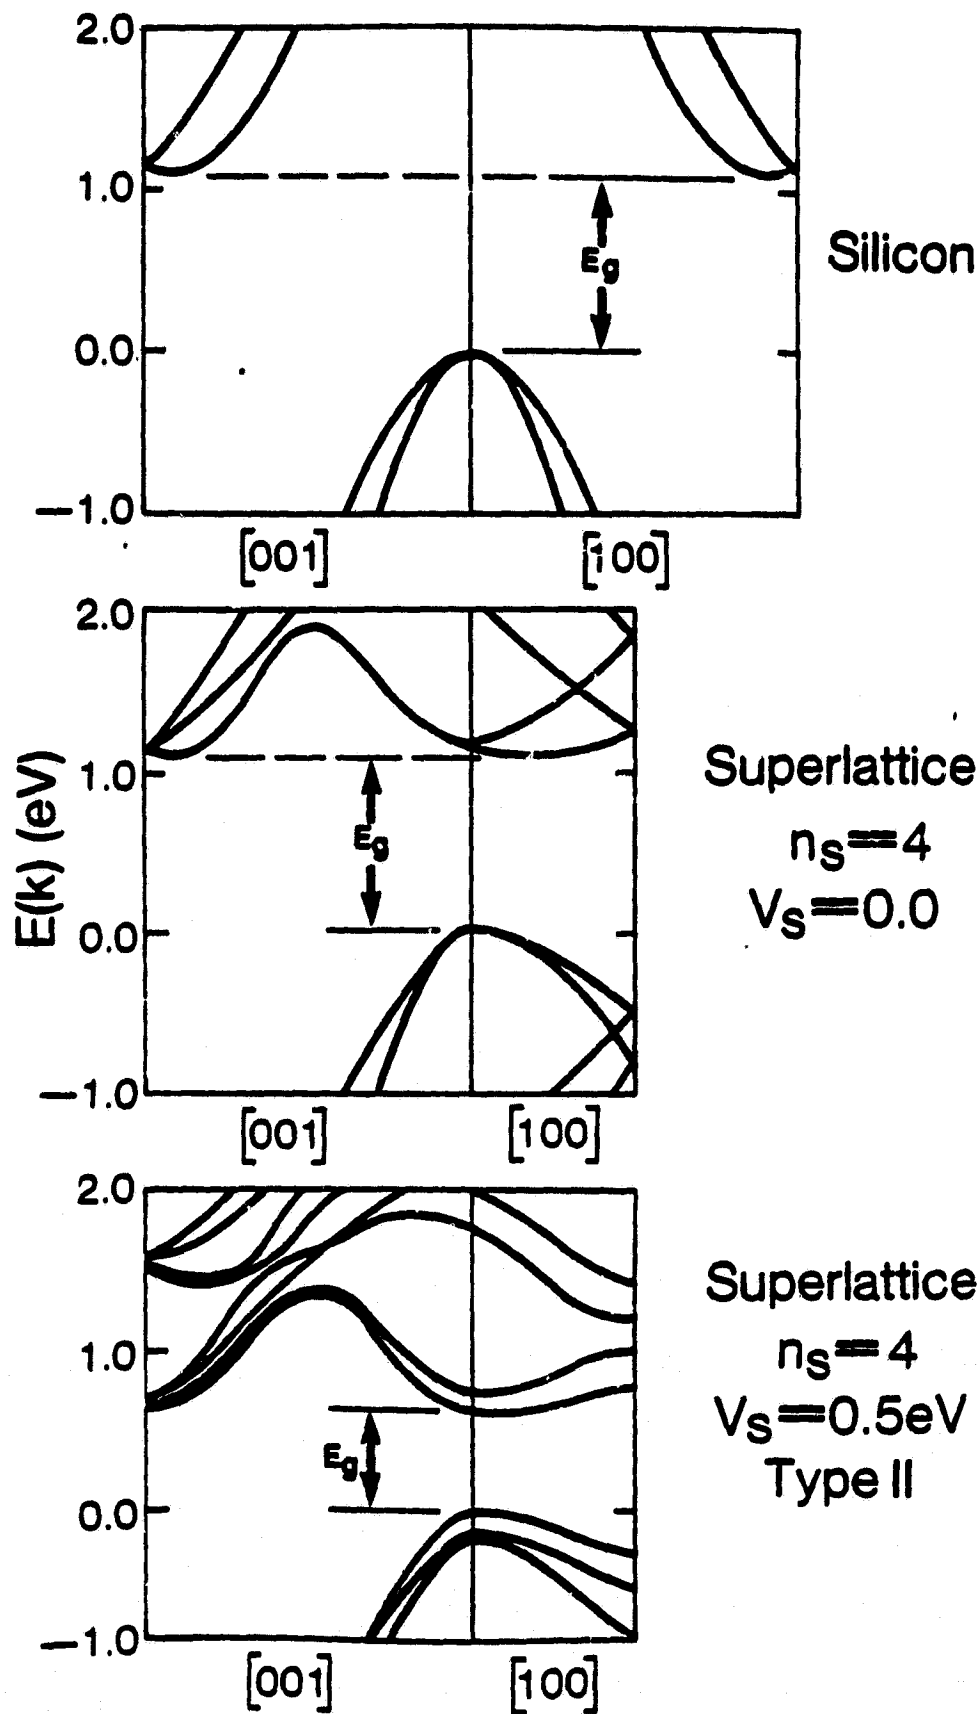 2.0
1.0
0.0
−1.0
Eg
Silicon
[001]
[100]
E(k) (eV)
2.0
1.0
0.0
−1.0
Eg
Superlattice
nS=4
VS=0.0
[001]
[100]
2.0
1.0
0.0
−1.0
Eg
Superlattice
nS=4
VS=0.5eV
Type II
[001]
[100]